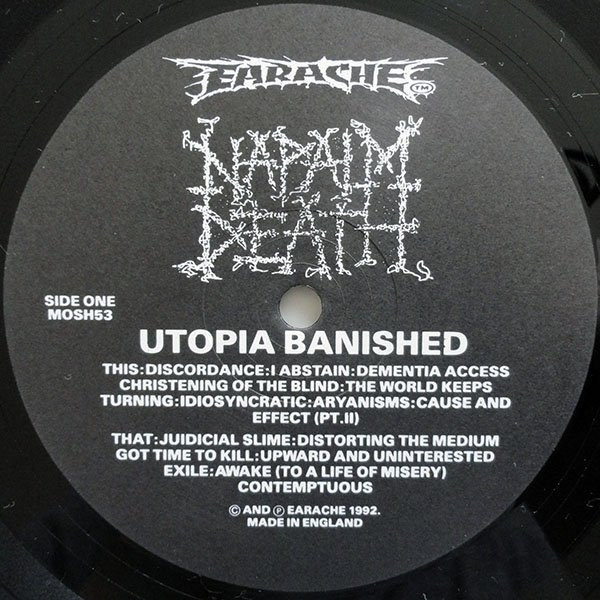 EARACHE TM
NAPALM
DEATH
SIDE ONE
MOSH53
UTOPIA BANISHED
THIS:DISCORDANCE:I ABSTAIN:DEMENTIA ACCESS
CHRISTENING OF THE BLIND:THE WORLD KEEPS
TURNING:IDIOSYNCRATIC:ARYANISMS:CAUSE AND
EFFECT (PT.II)
THAT:JUIDICIAL SLIME:DISTORTING THE MEDIUM
GOT TIME TO KILL:UPWARD AND UNINTERESTED
EXILE:AWAKE (TO A LIFE OF MISERY)
CONTEMPTUOUS
© AND ℗ EARACHE 1992.
MADE IN ENGLAND